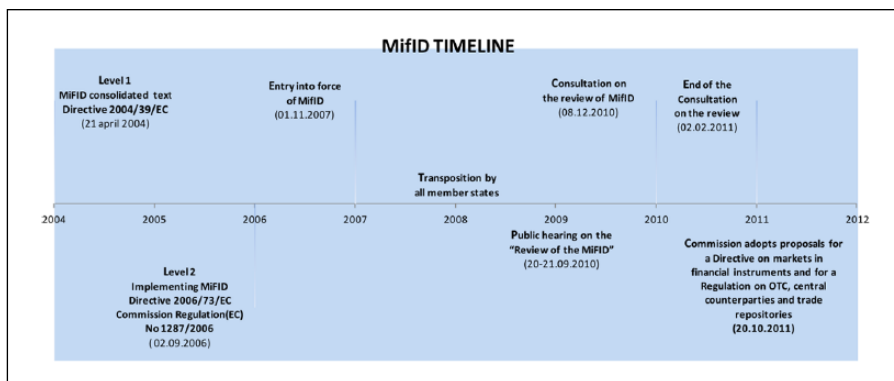 MifID TIMELINE
Level 1
MiFID consolidated text
Directive 2004/39/EC
(21 april 2004)
Entry into force
of MifID
(01.11.2007)
Consultation on
the review of MifID
(08.12.2010)
End of the
Consultation
on the review
(02.02.2011)
Transposition by
all member states
2004 2005 2006 2007 2008 2009 2010 2011 2012
Level 2
Implementing MiFID
Directive 2006/73/EC
Commission Regulation(EC)
No 1287/2006
(02.09.2006)
Public hearing on the
“Review of the MiFID”
(20-21.09.2010)
Commission adopts proposals for
a Directive on markets in
financial instruments and for a
Regulation on OTC, central
counterparties and trade
repositories
(20.10.2011)